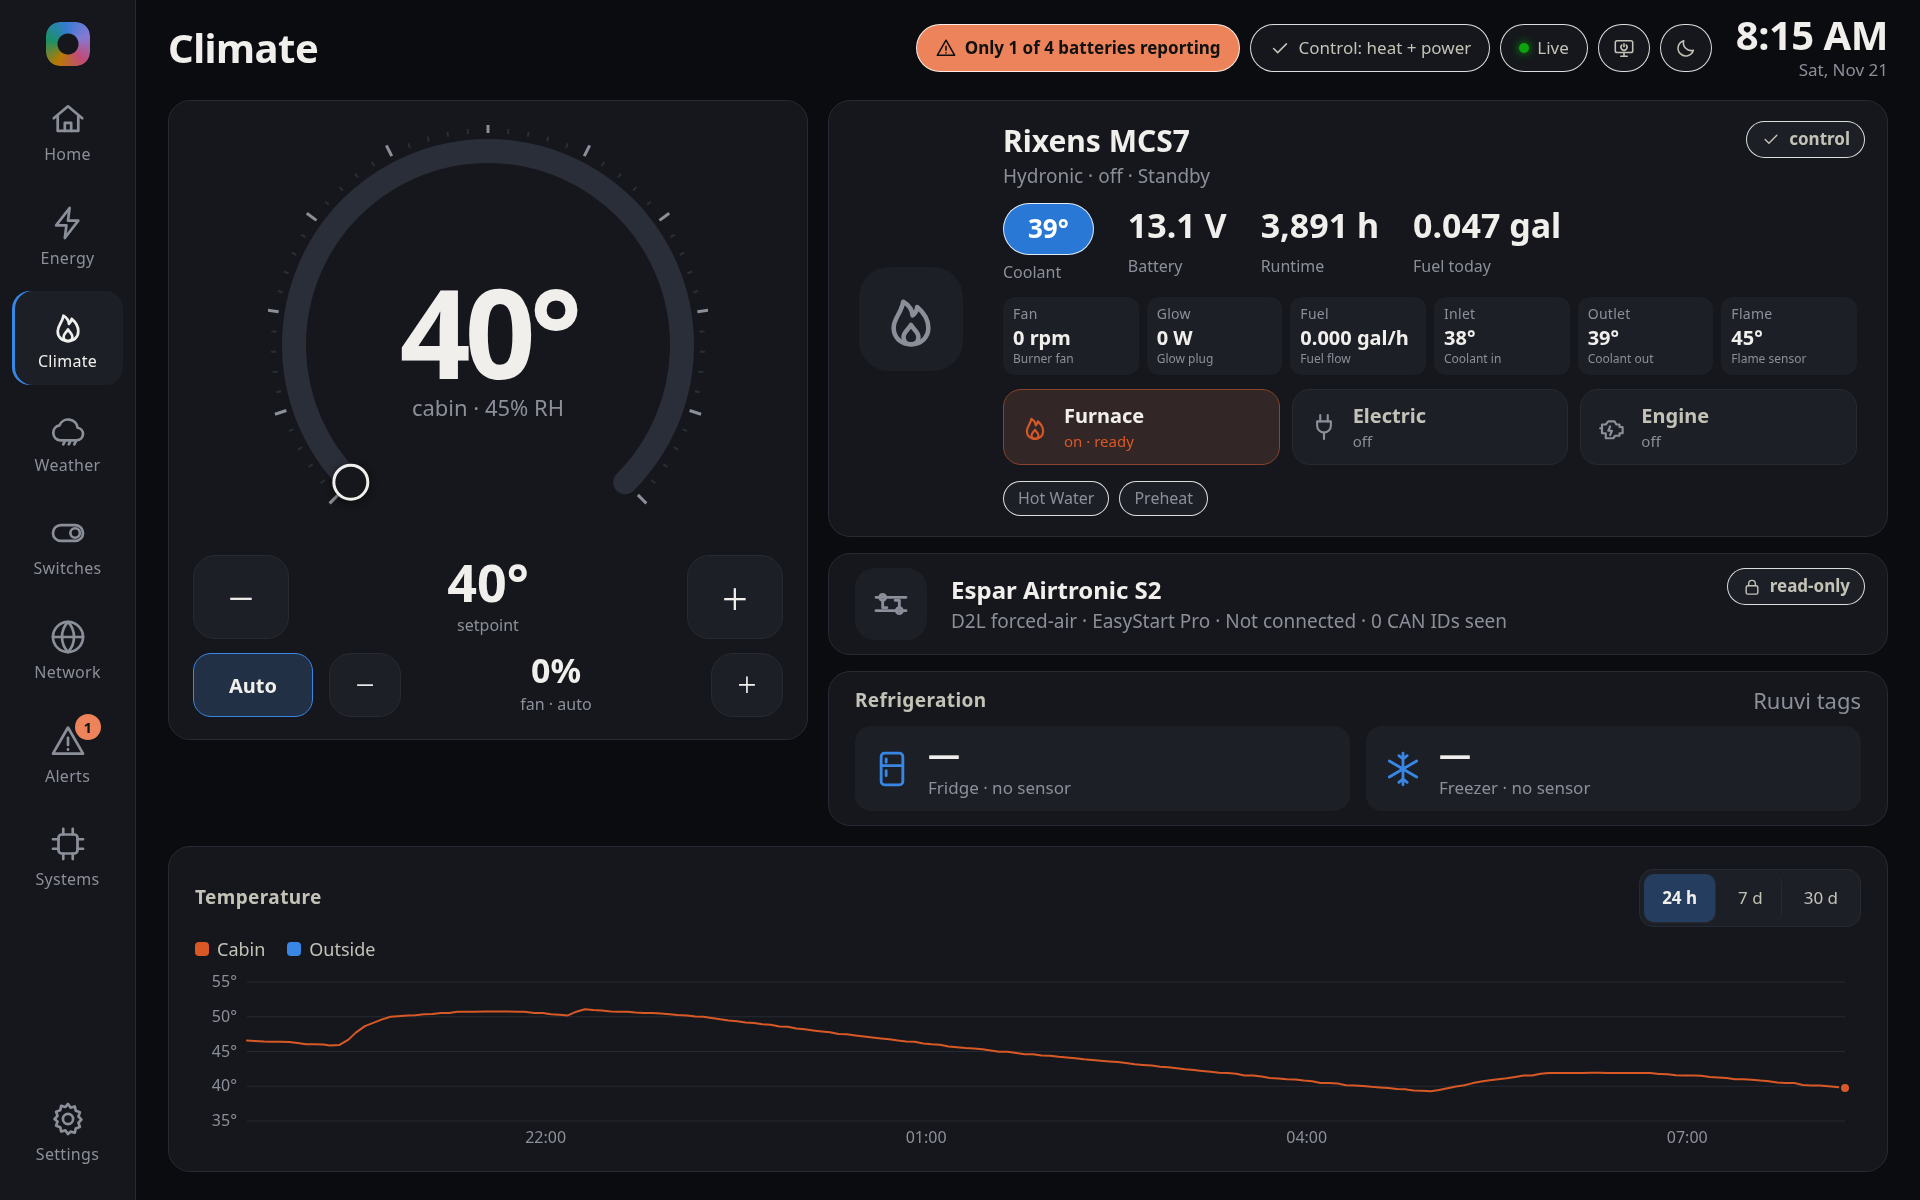 Climate
Only 1 of 4 batteries reporting
Control: heat + power
Live
8:15 AM
Sat, Nov 21
Home
Energy
Climate
Weather
Switches
Network
1
Alerts
Systems
Settings
40°
cabin · 45% RH
−
40°
setpoint
+
Auto
−
0%
fan · auto
+
Rixens MCS7
control
Hydronic · off · Standby
39°
Coolant
13.1 V
Battery
3,891 h
Runtime
0.047 gal
Fuel today
Fan
0 rpm
Burner fan
Glow
0 W
Glow plug
Fuel
0.000 gal/h
Fuel flow
Inlet
38°
Coolant in
Outlet
39°
Coolant out
Flame
45°
Flame sensor
Furnace
on · ready
Electric
off
Engine
off
Hot Water
Preheat
Espar Airtronic S2
read-only
D2L forced-air · EasyStart Pro · Not connected · 0 CAN IDs seen
Refrigeration
Ruuvi tags
—
Fridge · no sensor
—
Freezer · no sensor
Temperature
24 h
7 d
30 d
Cabin
Outside
55°
50°
45°
40°
35°
22:00
01:00
04:00
07:00